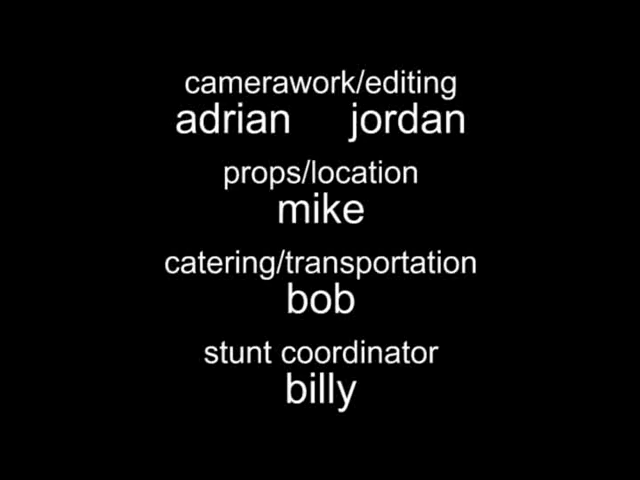 camerawork/editing
adrian jordan
props/location
mike
catering/transportation
bob
stunt coordinator
billy